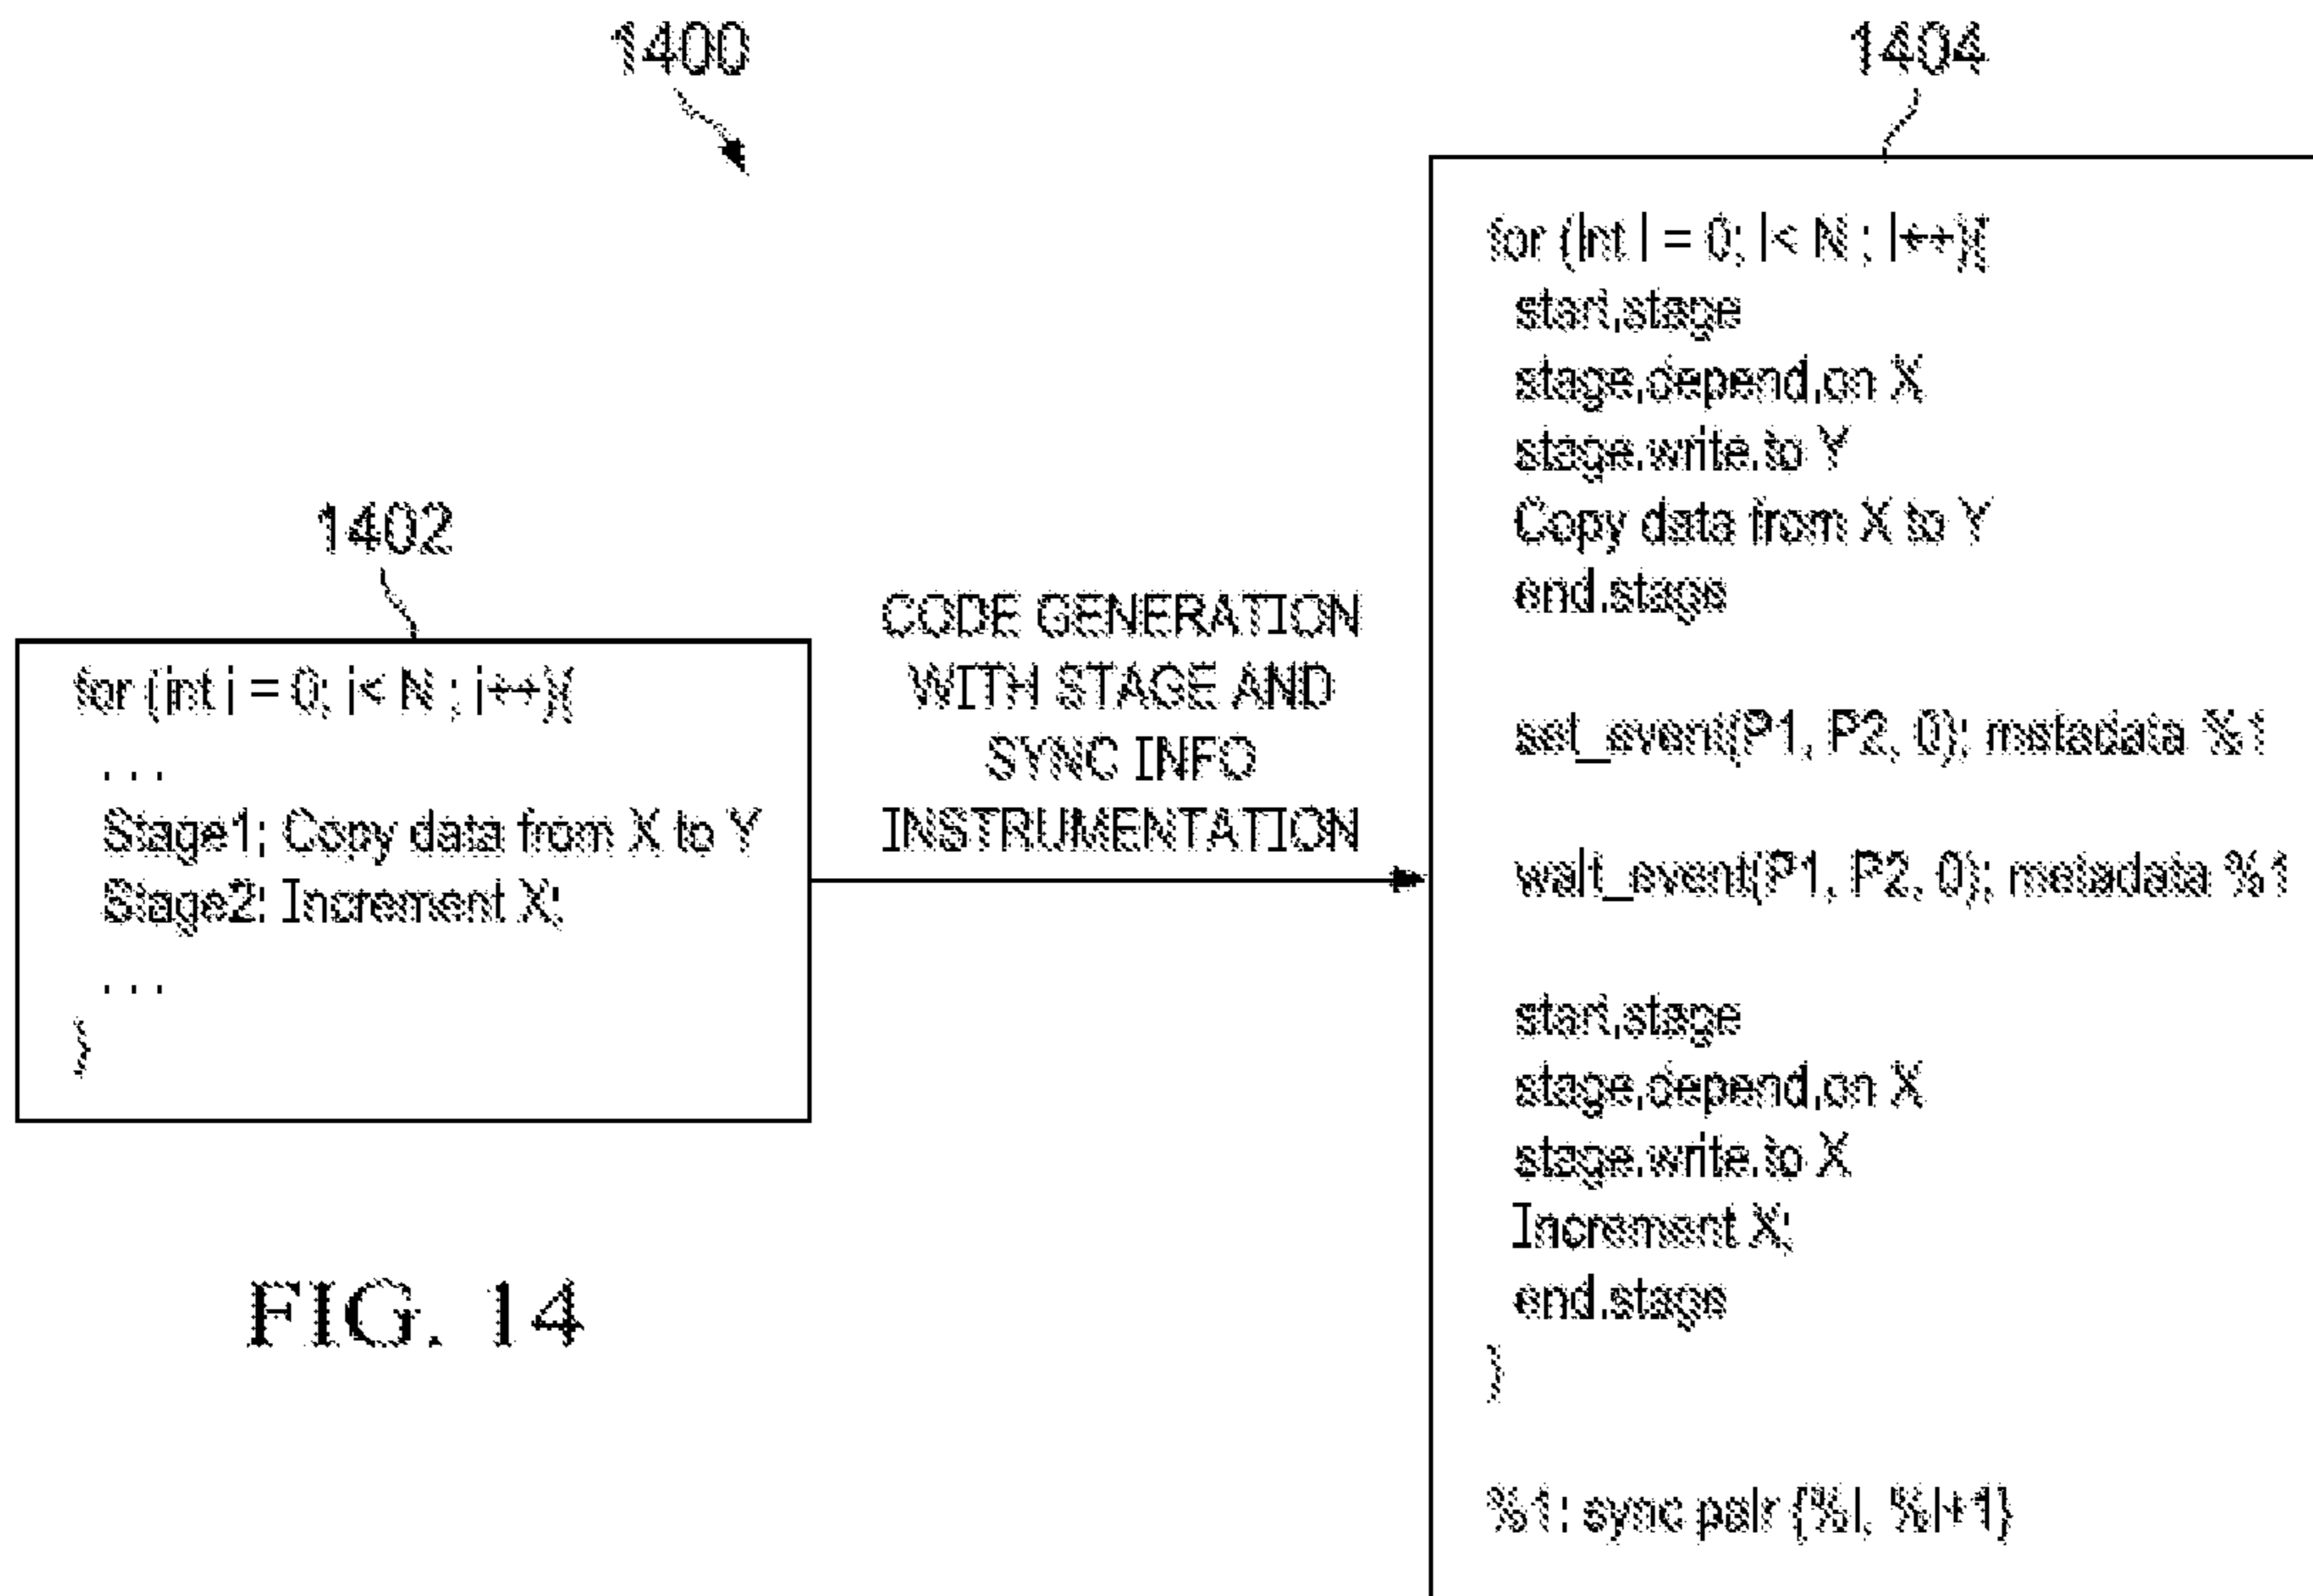 1400
1404
1402
for (int i = 0; i< N ; i++){
. . .
Stage1: Copy data from X to Y
Stage2: Increment X;
. . .
}
CODE GENERATION
WITH STAGE AND
SYNC INFO
INSTRUMENTATION
for (int i = 0; i< N ; i++){
start.stage
stage.depend.on X
stage.write.to Y
Copy data from X to Y
end.stage
set_event(P1, P2, 0); metadata %1
wait_event(P1, P2, 0); metadata %1
start.stage
stage.depend.on X
stage.write.to X
Increment X;
end.stage
}
%1: sync pair {%i, %i+1}
FIG. 14